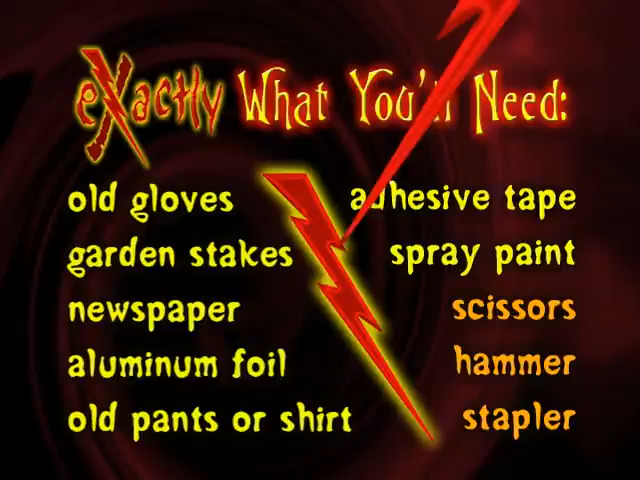 eXactly What You'll Need:
old gloves
garden stakes
newspaper
aluminum foil
old pants or shirt
adhesive tape
spray paint
scissors
hammer
stapler